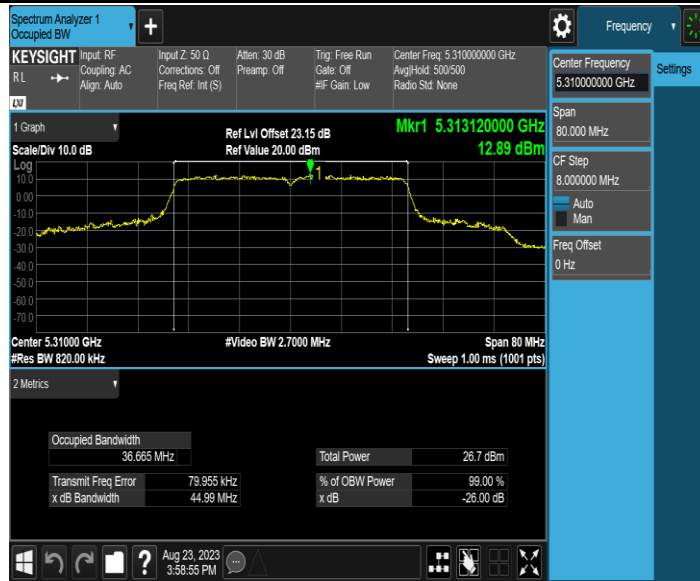 Spectrum Analyzer 1
Occupied BW
+
Frequency
KEYSIGHT
RL
LXI
Input: RF
Coupling: AC
Align: Auto
Input Z: 50 Ω
Corrections: Off
Freq Ref: Int (S)
Atten: 30 dB
Preamp: Off
Trig: Free Run
Gate: Off
#IF Gain: Low
Center Freq: 5.310000000 GHz
Avg|Hold: 500/500
Radio Std: None
Center Frequency
5.310000000 GHz
Settings
Span
80.000 MHz
CF Step
8.000000 MHz
Auto
Man
Freq Offset
0 Hz
1 Graph
Scale/Div 10.0 dB
Ref Lvl Offset 23.15 dB
Ref Value 20.00 dBm
Mkr1 5.313120000 GHz
12.89 dBm
Log
10.0
0.00
-10.0
-20.0
-30.0
-40.0
-50.0
-60.0
-70.0
1
Center 5.31000 GHz
#Res BW 820.00 kHz
#Video BW 2.7000 MHz
Span 80 MHz
Sweep 1.00 ms (1001 pts)
2 Metrics
Occupied Bandwidth
36.665 MHz
Total Power 26.7 dBm
Transmit Freq Error 79.955 kHz
% of OBW Power 99.00 %
x dB Bandwidth 44.99 MHz
x dB -26.00 dB
?
Aug 23, 2023
3:58:55 PM